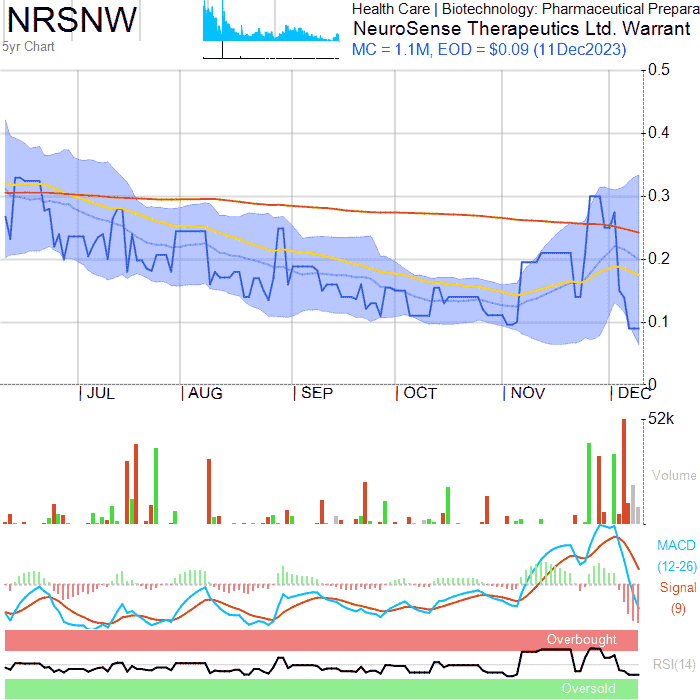 NRSNW
5yr Chart
Health Care | Biotechnology: Pharmaceutical Prepara
NeuroSense Therapeutics Ltd. Warrant
MC = 1.1M, EOD = $0.09 (11Dec2023)
0.5
0.4
0.3
0.2
0.1
0
JUL
AUG
SEP
OCT
NOV
DEC
52k
Volume
MACD
(12-26)
Signal
(9)
Overbought
RSI(14)
Oversold